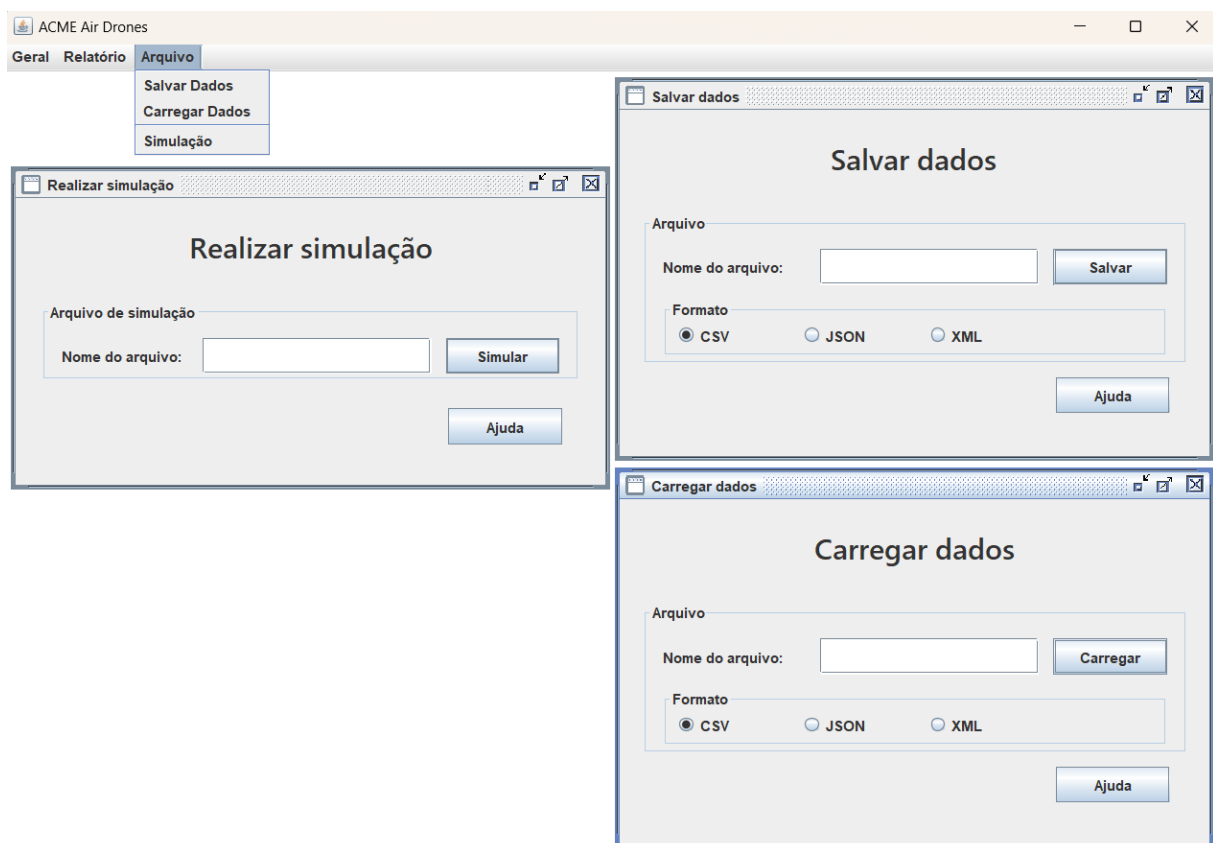 ACME Air Drones
Geral Relatório Arquivo
Salvar Dados
Carregar Dados
Simulação
Realizar simulação
Realizar simulação
Arquivo de simulação
Nome do arquivo:
Simular
Ajuda
Salvar dados
Salvar dados
Arquivo
Nome do arquivo:
Salvar
Formato
CSV JSON XML
Ajuda
Carregar dados
Carregar dados
Arquivo
Nome do arquivo:
Carregar
Formato
CSV JSON XML
Ajuda